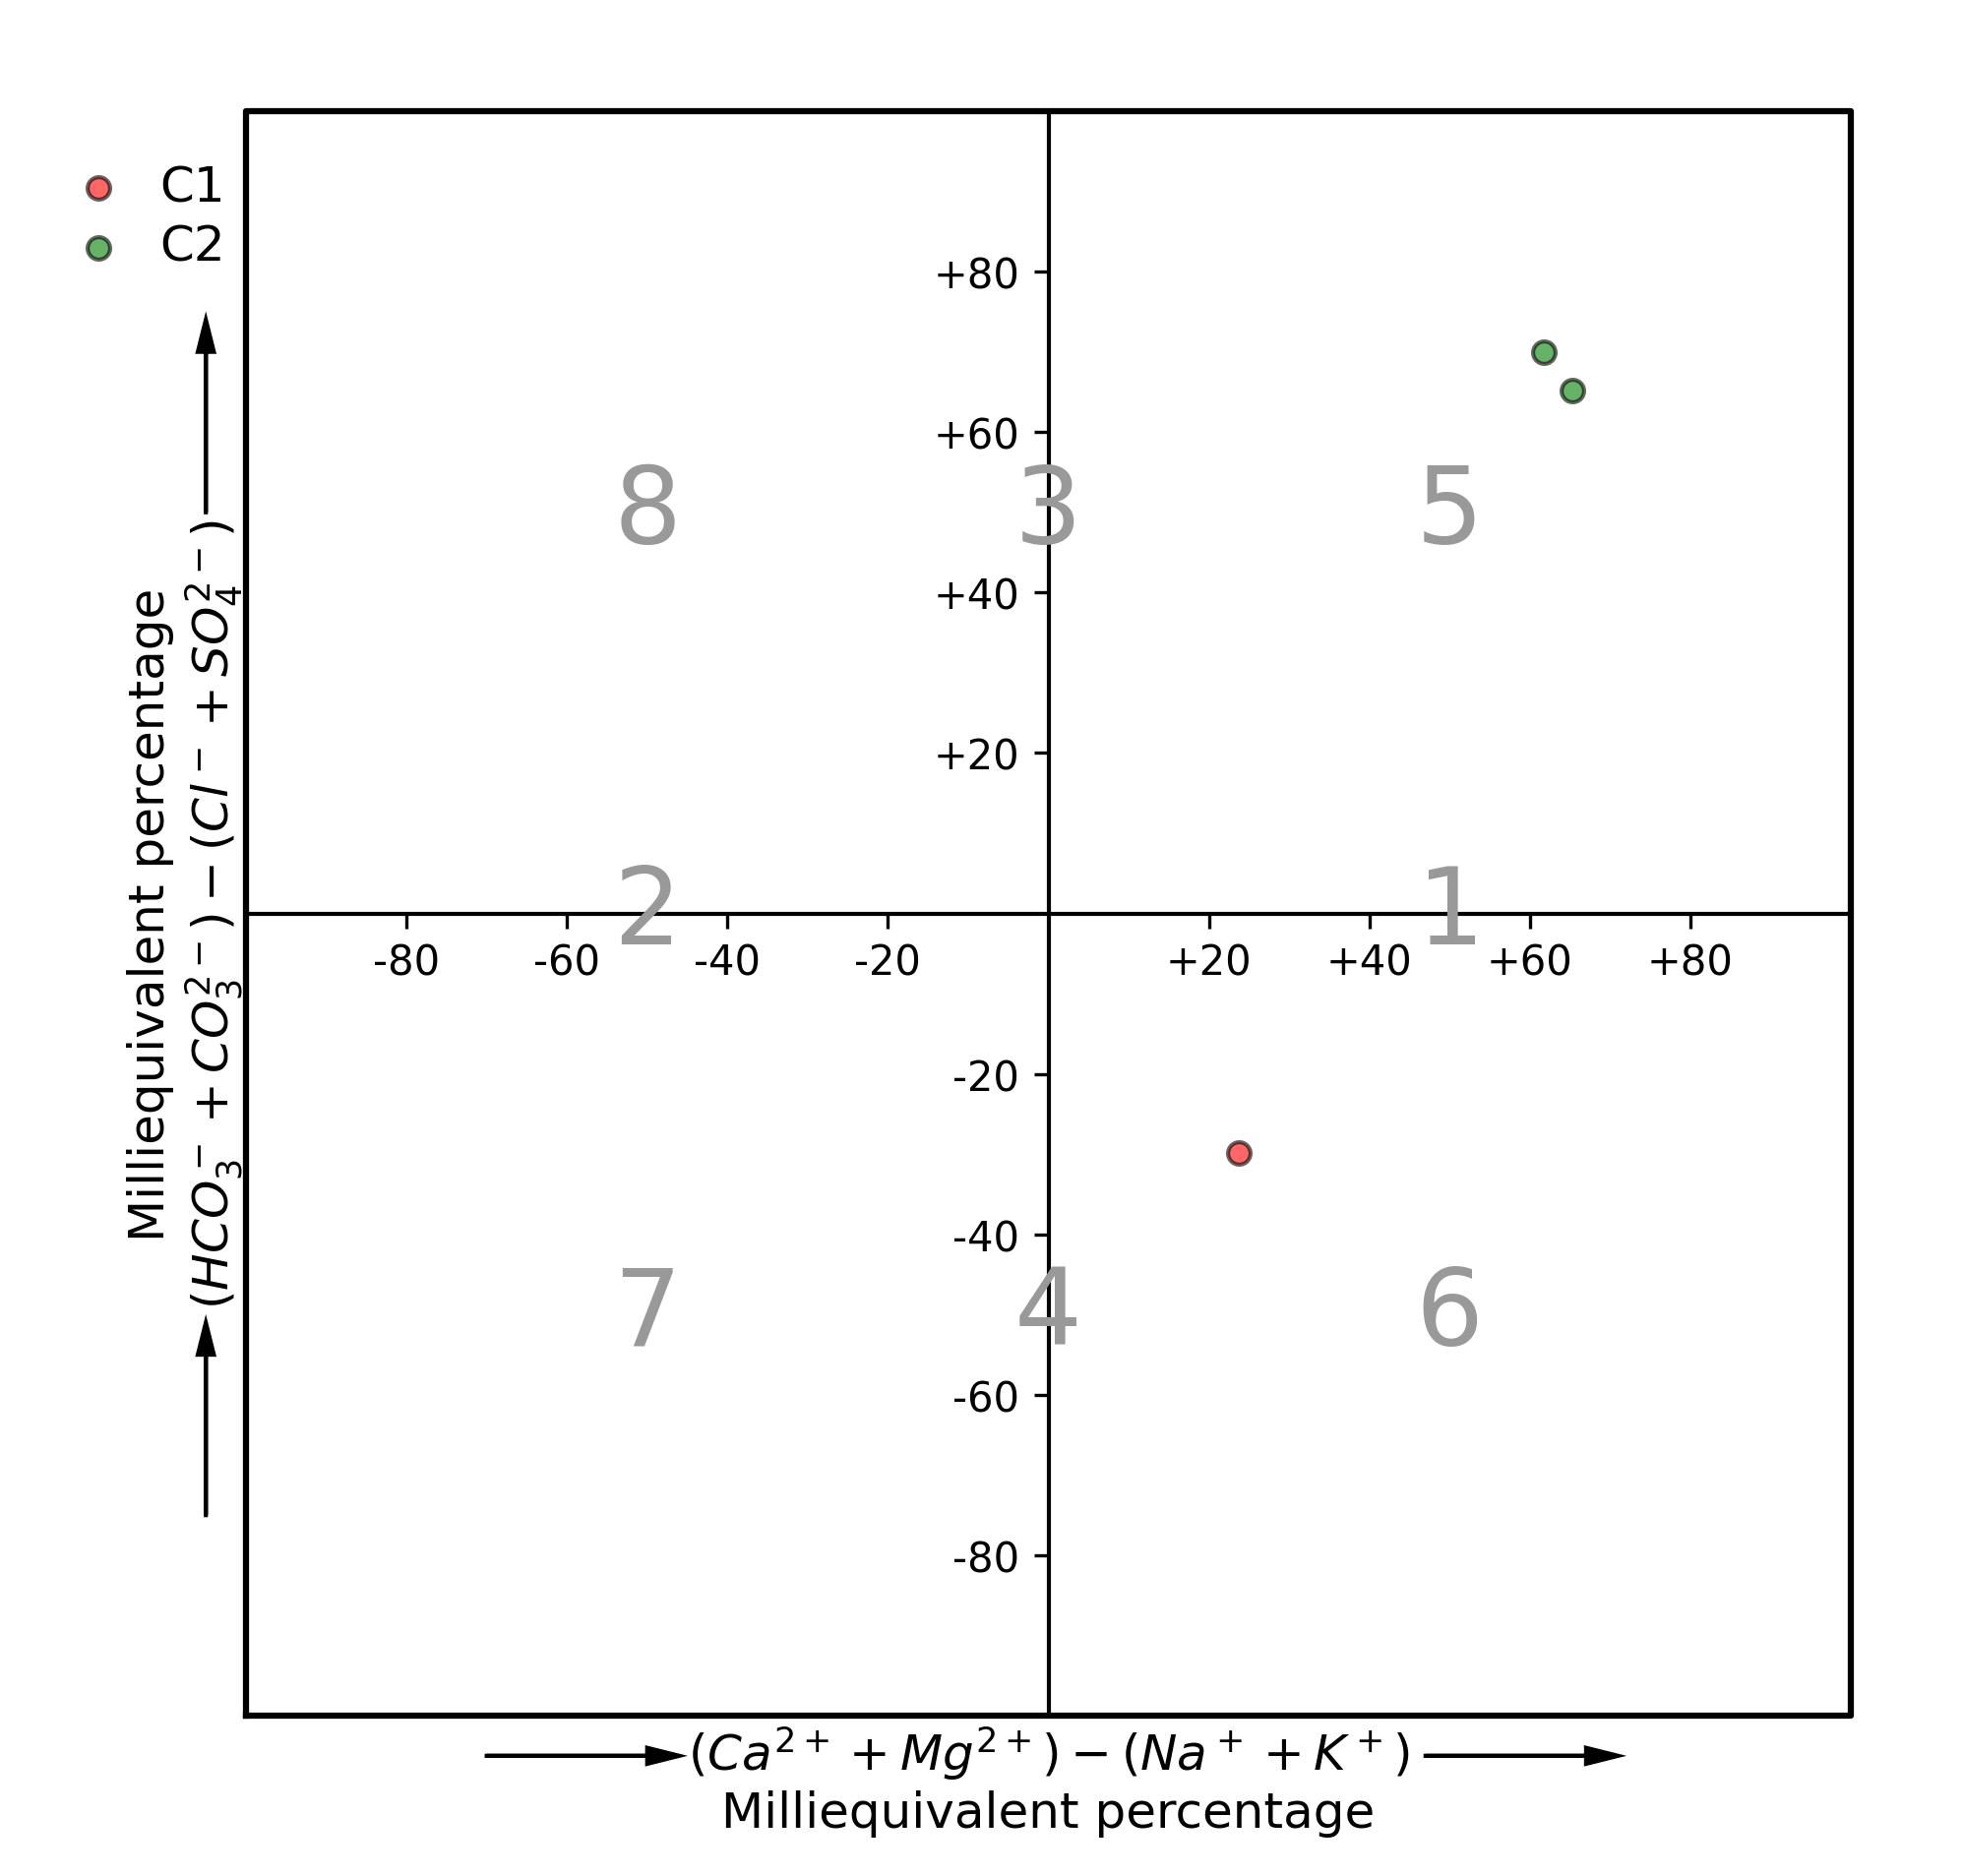 C1
C2
+80
+60
8 3 5
+40
+20
2 1
-80 -60 -40 -20 +20 +40 +60 +80
-20
-40
7 4 6
-60
-80
Milliequivalent percentage
(HCO₃⁻ + CO₃²⁻) − (Cl⁻ + SO₄²⁻)
(Ca²⁺ + Mg²⁺) − (Na⁺ + K⁺)
Milliequivalent percentage